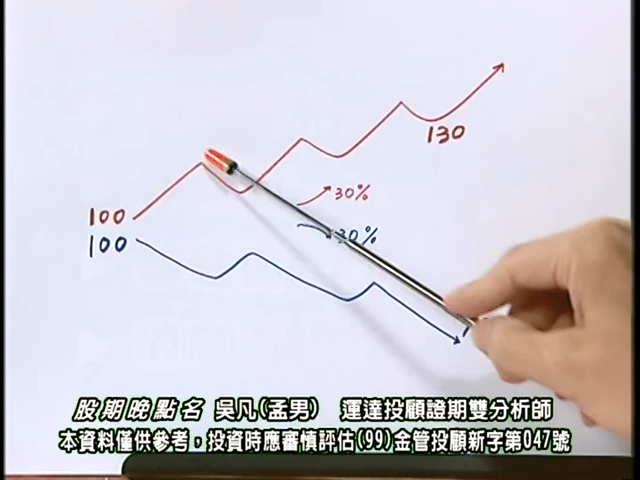 130
30%
100
30%
100
股期晚點名 吳凡(孟男) 運達投顧證期雙分析師
本資料僅供參考，投資時應審慎評估(99)金管投顧新字第047號